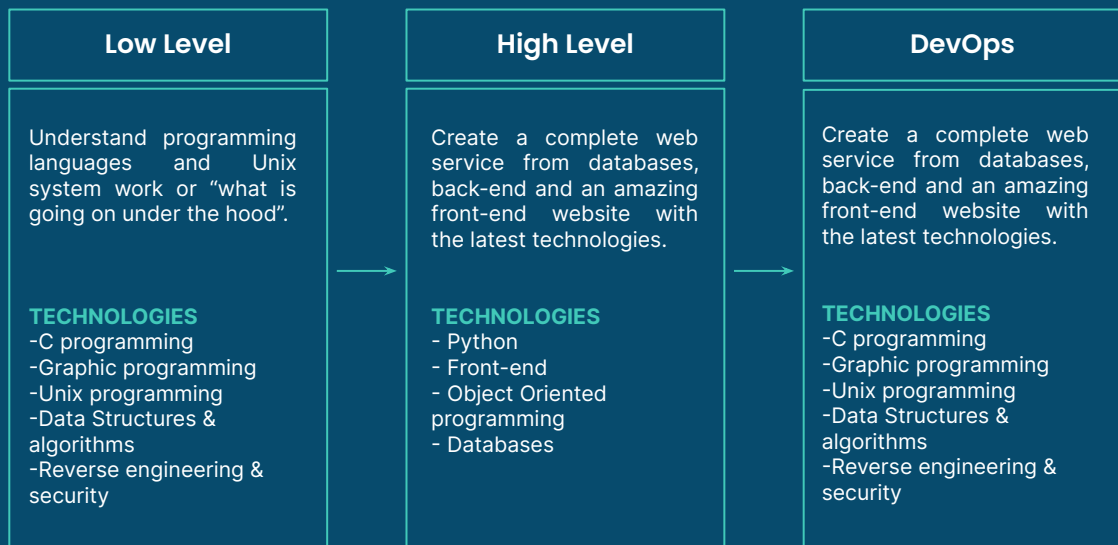 Low Level
Understand programming
languages and Unix
system work or “what is
going on under the hood”.
TECHNOLOGIES
-C programming
-Graphic programming
-Unix programming
-Data Structures &
algorithms
-Reverse engineering &
security
High Level
Create a complete web
service from databases,
back-end and an amazing
front-end website with
the latest technologies.
TECHNOLOGIES
- Python
- Front-end
- Object Oriented
programming
- Databases
DevOps
Create a complete web
service from databases,
back-end and an amazing
front-end website with
the latest technologies.
TECHNOLOGIES
-C programming
-Graphic programming
-Unix programming
-Data Structures &
algorithms
-Reverse engineering &
security